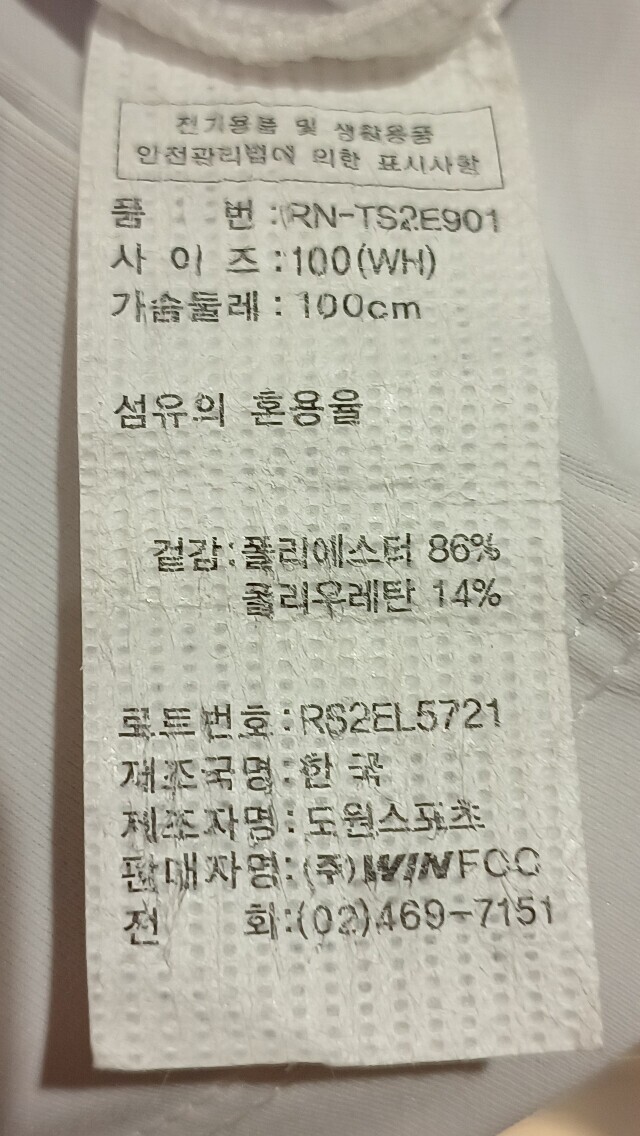 전기용품 및 생활용품
안전관리법에 의한 표시사항
품 번 : RN-TS2E901
사 이 즈 : 100(WH)
가슴둘레 : 100cm
섬유의 혼용율
겉감 : 폴리에스터 86%
폴리우레탄 14%
로트번호 : RS2EL5721
제조국명 : 한 국
제조자명 : 도원스포츠
판매자명 : (주)WINFCC
전 화 : (02)469-7151